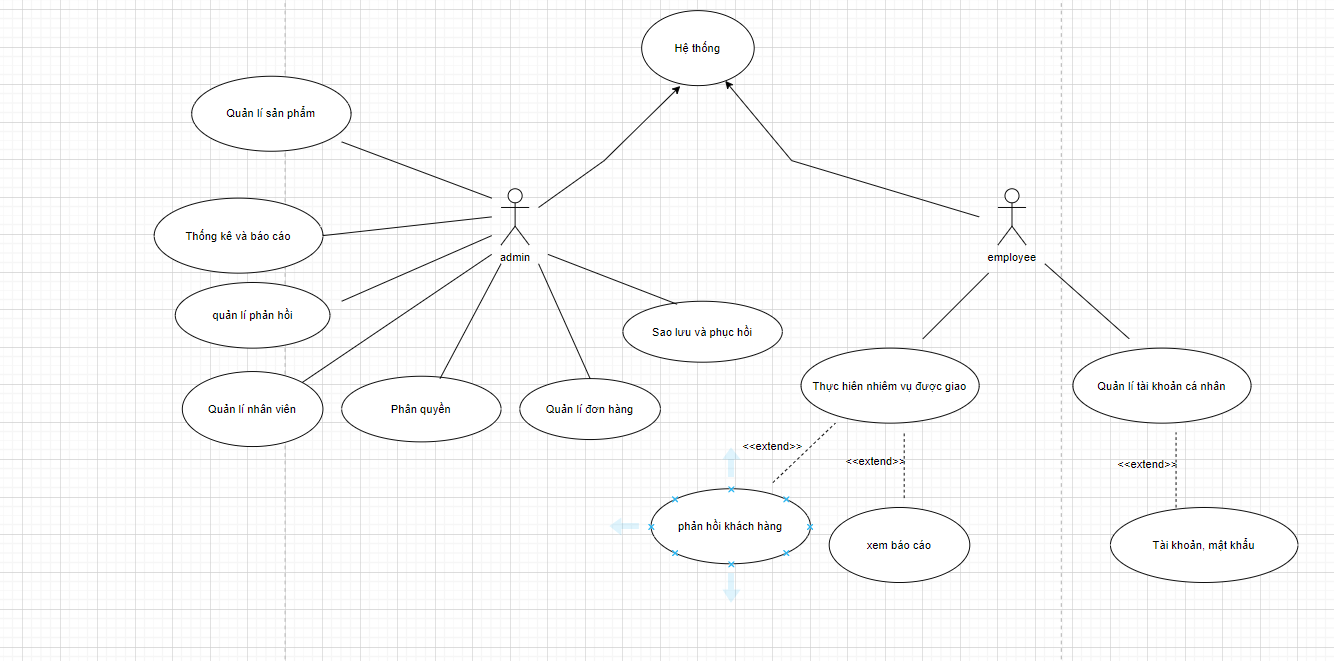 Hệ thống
Quản lí sản phẩm
Thống kê và báo cáo
admin
employee
quản lí phản hồi
Sao lưu và phục hồi
Thực hiên nhiêm vụ được giao
Quản lí tài khoản cá nhân
Quản lí nhân viên
Phân quyền
Quản lí đơn hàng
<<extend>>
<<extend>>
<<extend>>
phản hồi khách hàng
xem báo cáo
Tài khoản, mật khẩu